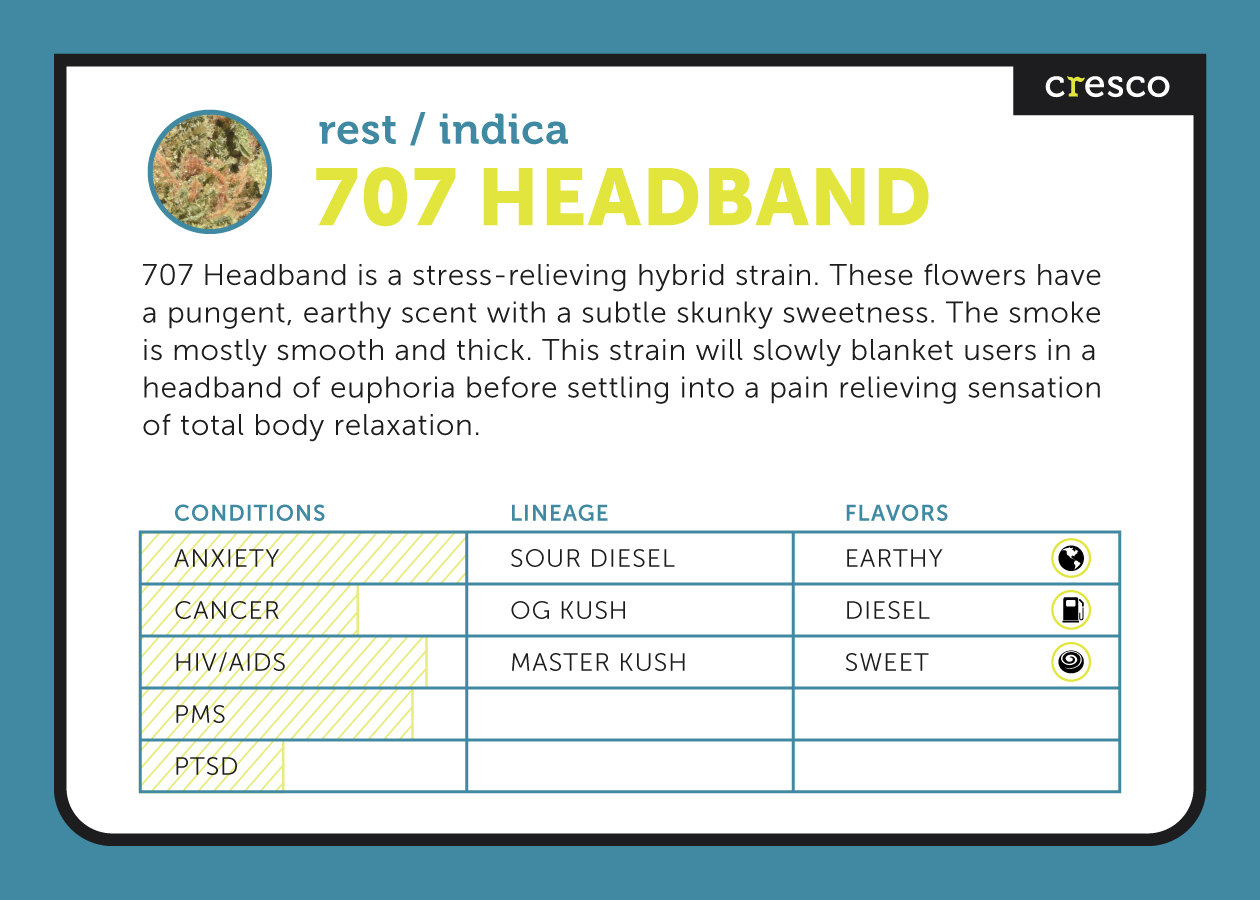 cresco
rest / indica
707 HEADBAND
707 Headband is a stress-relieving hybrid strain. These flowers have
a pungent, earthy scent with a subtle skunky sweetness. The smoke
is mostly smooth and thick. This strain will slowly blanket users in a
headband of euphoria before settling into a pain relieving sensation
of total body relaxation.
CONDITIONS LINEAGE FLAVORS
ANXIETY SOUR DIESEL EARTHY
CANCER OG KUSH DIESEL
HIV/AIDS MASTER KUSH SWEET
PMS
PTSD